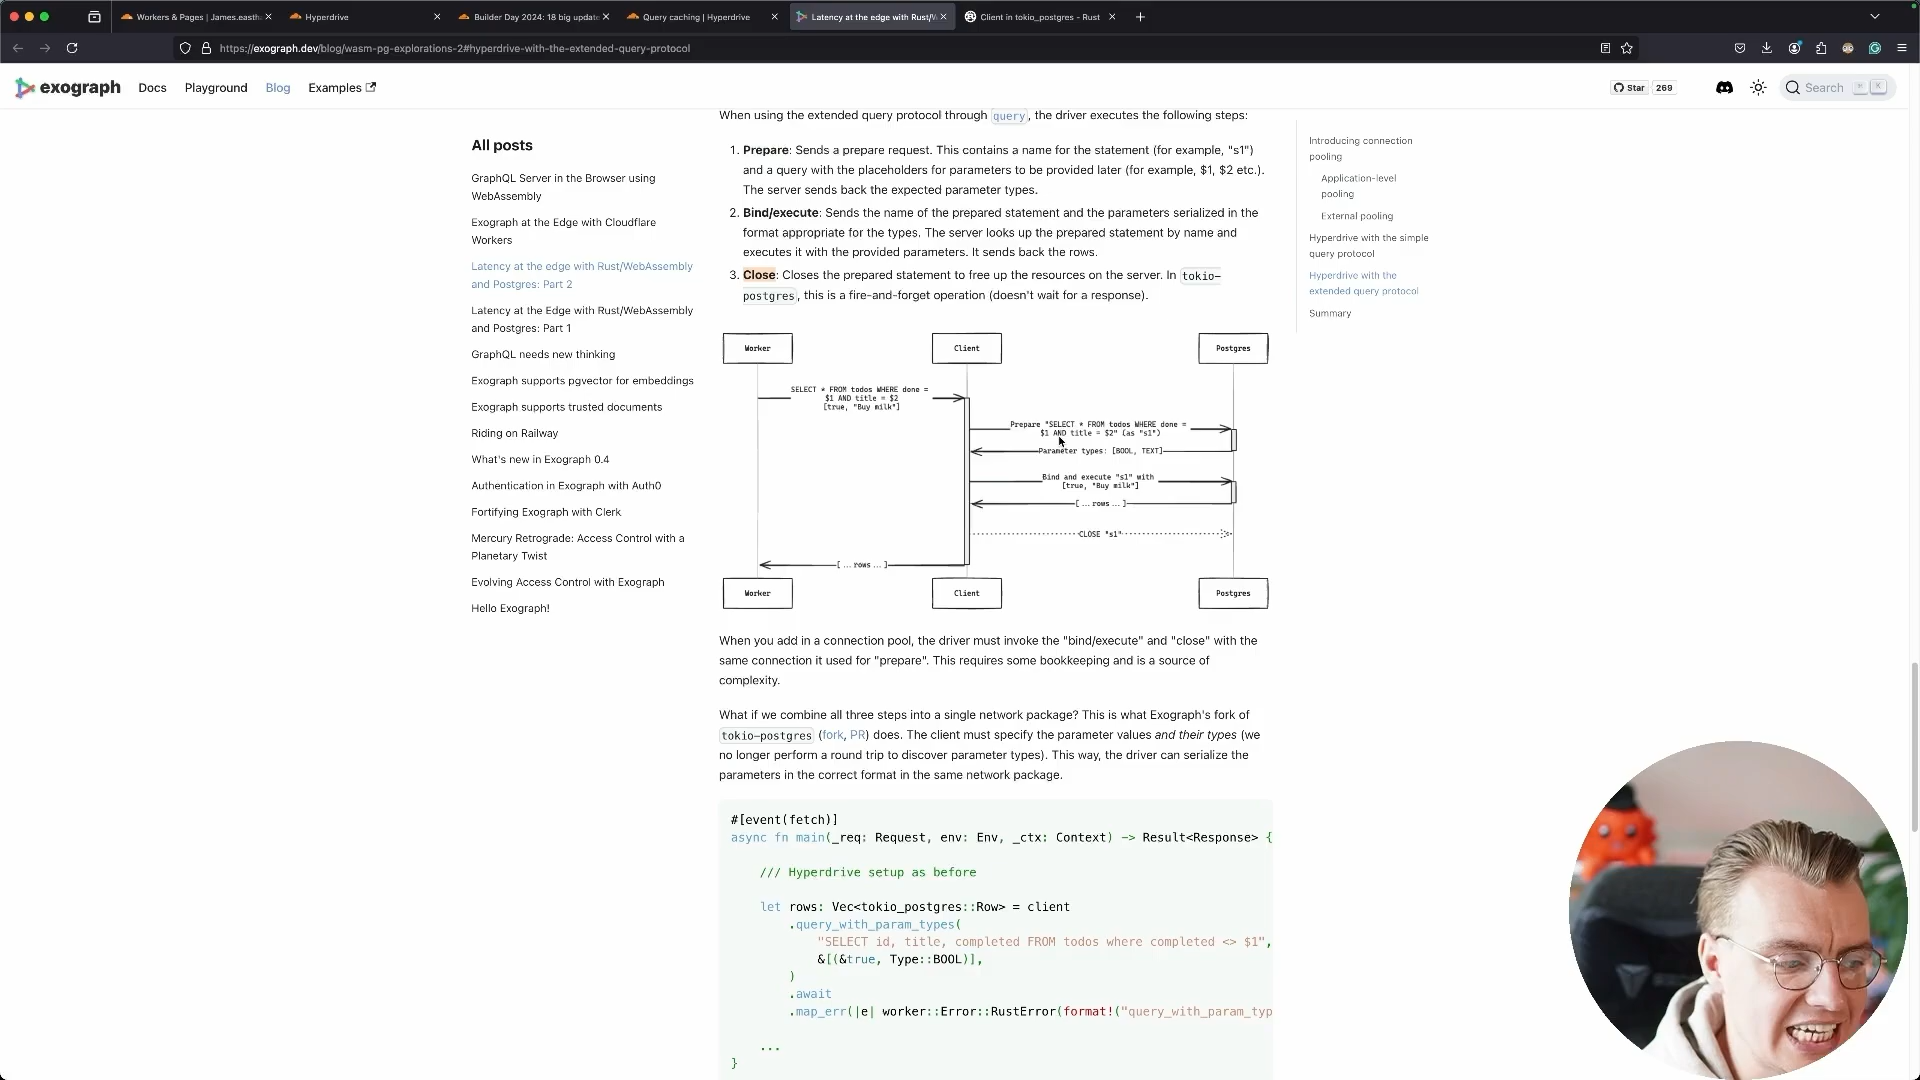 Workers & Pages | James.easth
Hyperdrive
Builder Day 2024: 18 big update
Query caching | Hyperdrive
Latency at the edge with Rust/W
Client in tokio_postgres - Rust
https://exograph.dev/blog/wasm-pg-explorations-2#hyperdrive-with-the-extended-query-protocol
exograph
Docs
Playground
Blog
Examples
Star
269
Search
K
All posts
GraphQL Server in the Browser using
WebAssembly
Exograph at the Edge with Cloudflare
Workers
Latency at the edge with Rust/WebAssembly
and Postgres: Part 2
Latency at the Edge with Rust/WebAssembly
and Postgres: Part 1
GraphQL needs new thinking
Exograph supports pgvector for embeddings
Exograph supports trusted documents
Riding on Railway
What's new in Exograph 0.4
Authentication in Exograph with Auth0
Fortifying Exograph with Clerk
Mercury Retrograde: Access Control with a
Planetary Twist
Evolving Access Control with Exograph
Hello Exograph!
When using the extended query protocol through query, the driver executes the following steps:
1. Prepare: Sends a prepare request. This contains a name for the statement (for example, "s1")
and a query with the placeholders for parameters to be provided later (for example, $1, $2 etc.).
The server sends back the expected parameter types.
2. Bind/execute: Sends the name of the prepared statement and the parameters serialized in the
format appropriate for the types. The server looks up the prepared statement by name and
executes it with the provided parameters. It sends back the rows.
3. Close: Closes the prepared statement to free up the resources on the server. In tokio-
postgres, this is a fire-and-forget operation (doesn't wait for a response).
Worker
Client
Postgres
SELECT * FROM todos WHERE done =
$1 AND title = $2
[true, "Buy milk"]
Prepare "SELECT * FROM todos WHERE done =
$1 AND title = $2" (as "s1")
Parameter types: [BOOL, TEXT]
Bind and execute "s1" with
[true, "Buy milk"]
[ ... rows ... ]
CLOSE "s1"
[ ... rows ... ]
Worker
Client
Postgres
When you add in a connection pool, the driver must invoke the "bind/execute" and "close" with the
same connection it used for "prepare". This requires some bookkeeping and is a source of
complexity.
What if we combine all three steps into a single network package? This is what Exograph's fork of
tokio-postgres (fork, PR) does. The client must specify the parameter values and their types (we
no longer perform a round trip to discover parameter types). This way, the driver can serialize the
parameters in the correct format in the same network package.
#[event(fetch)]
async fn main(_req: Request, env: Env, _ctx: Context) -> Result<Response> {
/// Hyperdrive setup as before
let rows: Vec<tokio_postgres::Row> = client
.query_with_param_types(
"SELECT id, title, completed FROM todos where completed <> $1",
&[(&true, Type::BOOL)],
)
.await
.map_err(|e| worker::Error::RustError(format!("query_with_param_typ
...
}
Introducing connection
pooling
Application-level
pooling
External pooling
Hyperdrive with the simple
query protocol
Hyperdrive with the
extended query protocol
Summary